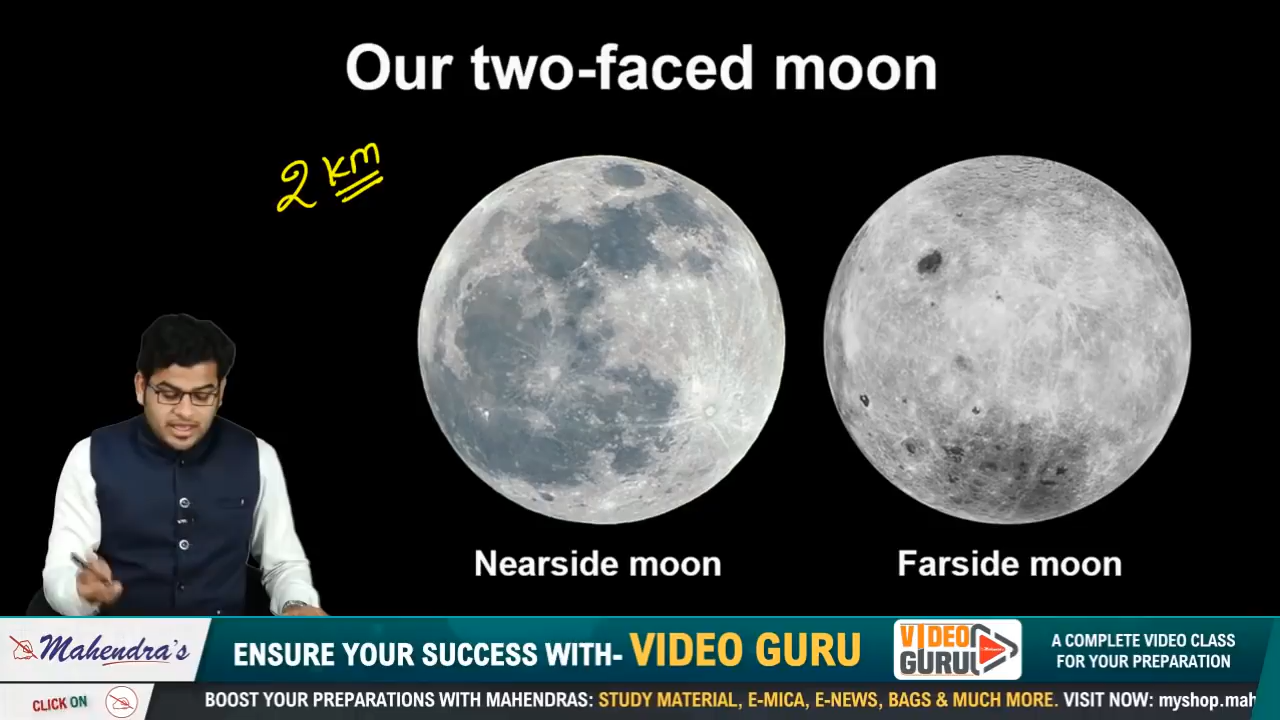 Our two-faced moon
2 km
Nearside moon
Farside moon
Mahendra's
ENSURE YOUR SUCCESS WITH- VIDEO GURU
VIDEO
GURU
A COMPLETE VIDEO CLASS
FOR YOUR PREPARATION
CLICK ON
BOOST YOUR PREPARATIONS WITH MAHENDRAS: STUDY MATERIAL, E-MICA, E-NEWS, BAGS & MUCH MORE. VISIT NOW: myshop.mah